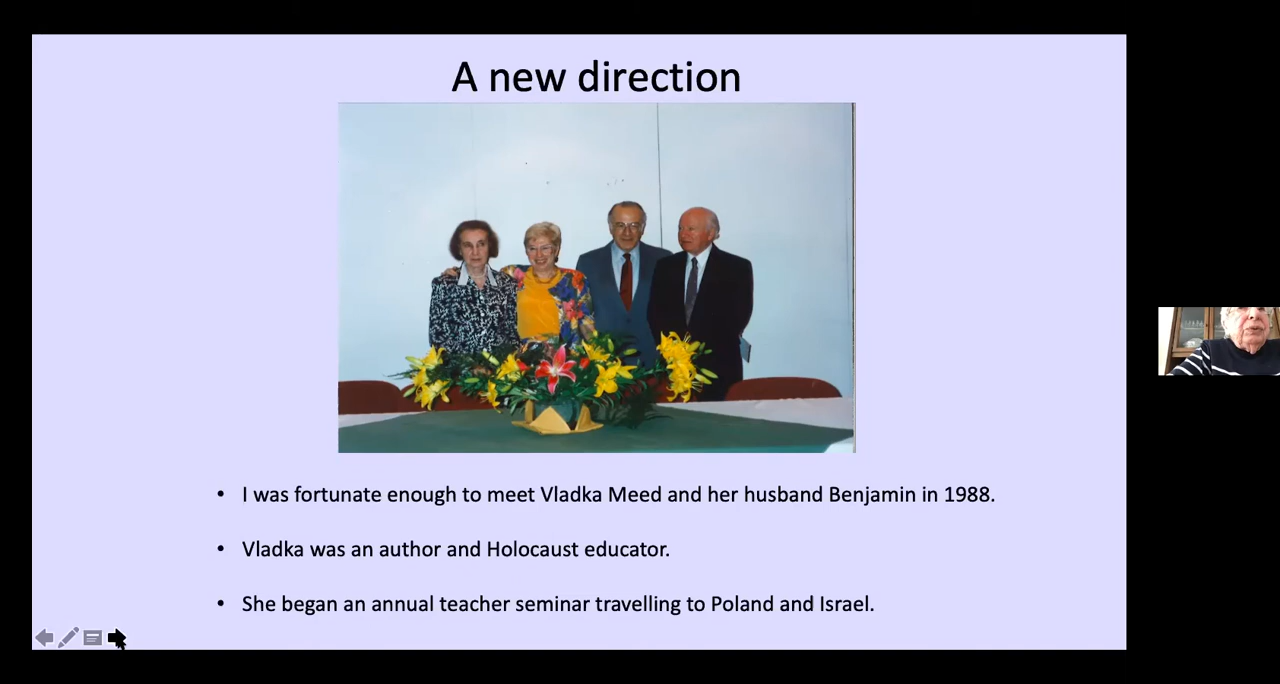 A new direction
• I was fortunate enough to meet Vladka Meed and her husband Benjamin in 1988.
• Vladka was an author and Holocaust educator.
• She began an annual teacher seminar travelling to Poland and Israel.